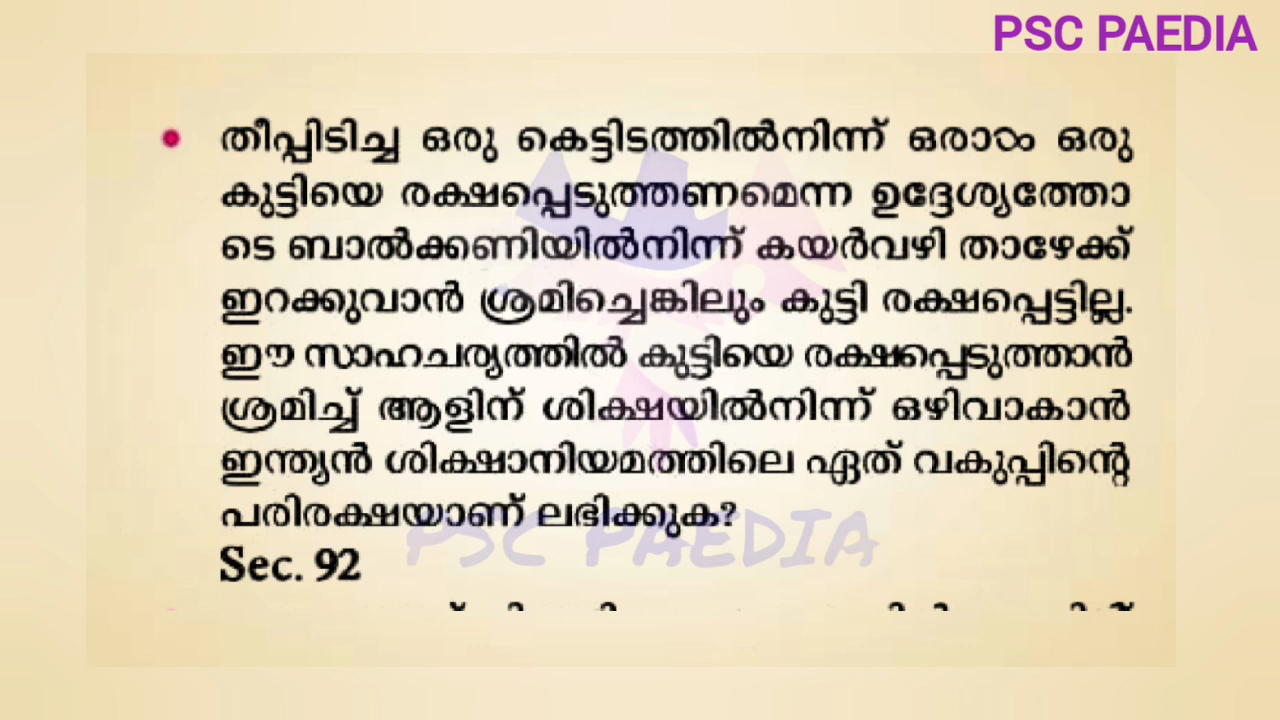 PSC PAEDIA
• തീപ്പിടിച്ച ഒരു കെട്ടിടത്തിൽനിന്ന് ഒരാഠം ഒരു
കുട്ടിയെ രക്ഷപ്പെടുത്തണമെന്ന ഉദ്ദേശ്യത്തോ
ടെ ബാൽക്കണിയിൽനിന്ന് കയർവഴി താഴേക്ക്
ഇറക്കുവാൻ ശ്രമിച്ചെങ്കിലും കുട്ടി രക്ഷപ്പെട്ടില്ല.
ഈ സാഹചര്യത്തിൽ കുട്ടിയെ രക്ഷപ്പെടുത്താൻ
ശ്രമിച്ച് ആളിന് ശിക്ഷയിൽനിന്ന് ഒഴിവാകാൻ
ഇന്ത്യൻ ശിക്ഷാനിയമത്തിലെ ഏത് വകുപ്പിന്റെ
പരിരക്ഷയാണ് ലഭിക്കുക?
PSC PAEDIA
Sec. 92